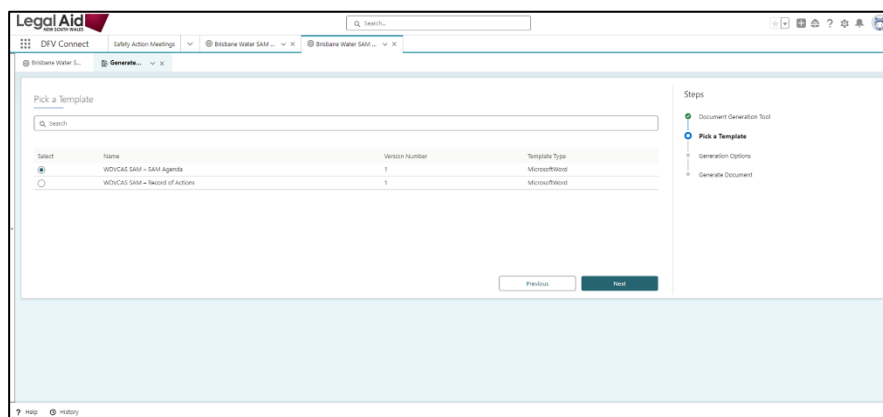 Legal Aid
NEW SOUTH WALES
Search...
DFV Connect
Safety Action Meetings
Brisbane Water SAM ...
Brisbane Water SAM ...
Brisbane Water S...
Generate...
Pick a Template
Search
Select Name Version Number Template Type
WDVCAS SAM – SAM Agenda 1 MicrosoftWord
WDVCAS SAM – Record of Actions 1 MicrosoftWord
Previous Next
Steps
Document Generation Tool
Pick a Template
Generation Options
Generate Document
? Help History